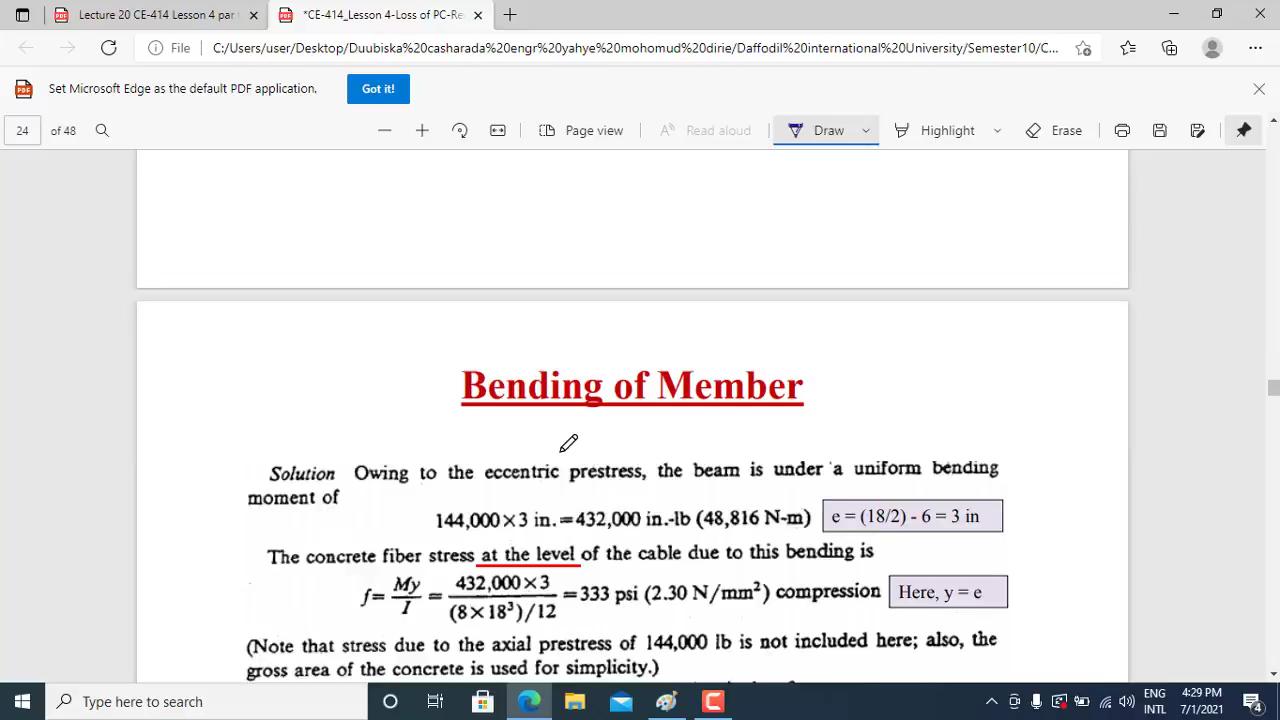 Lecture 20 CE-414 Lesson 4 part
*CE-414_Lesson 4-Loss of PC-Re
File
C:/Users/user/Desktop/Duubiska%20casharada%20engr%20yahye%20mohomud%20dirie/Daffodil%20international%20University/Semester10/C...
Set Microsoft Edge as the default PDF application.
Got it!
24 of 48
Page view
Read aloud
Draw
Highlight
Erase
Bending of Member
Solution Owing to the eccentric prestress, the beam is under a uniform bending
moment of
144,000×3 in.=432,000 in.-lb (48,816 N-m)
e = (18/2) - 6 = 3 in
The concrete fiber stress at the level of the cable due to this bending is
f= My/I = 432,000×3/(8×18³)/12 =333 psi (2.30 N/mm²) compression
Here, y = e
(Note that stress due to the axial prestress of 144,000 lb is not included here; also, the
gross area of the concrete is used for simplicity.)
Type here to search
ENG
INTL
4:29 PM
7/1/2021
4